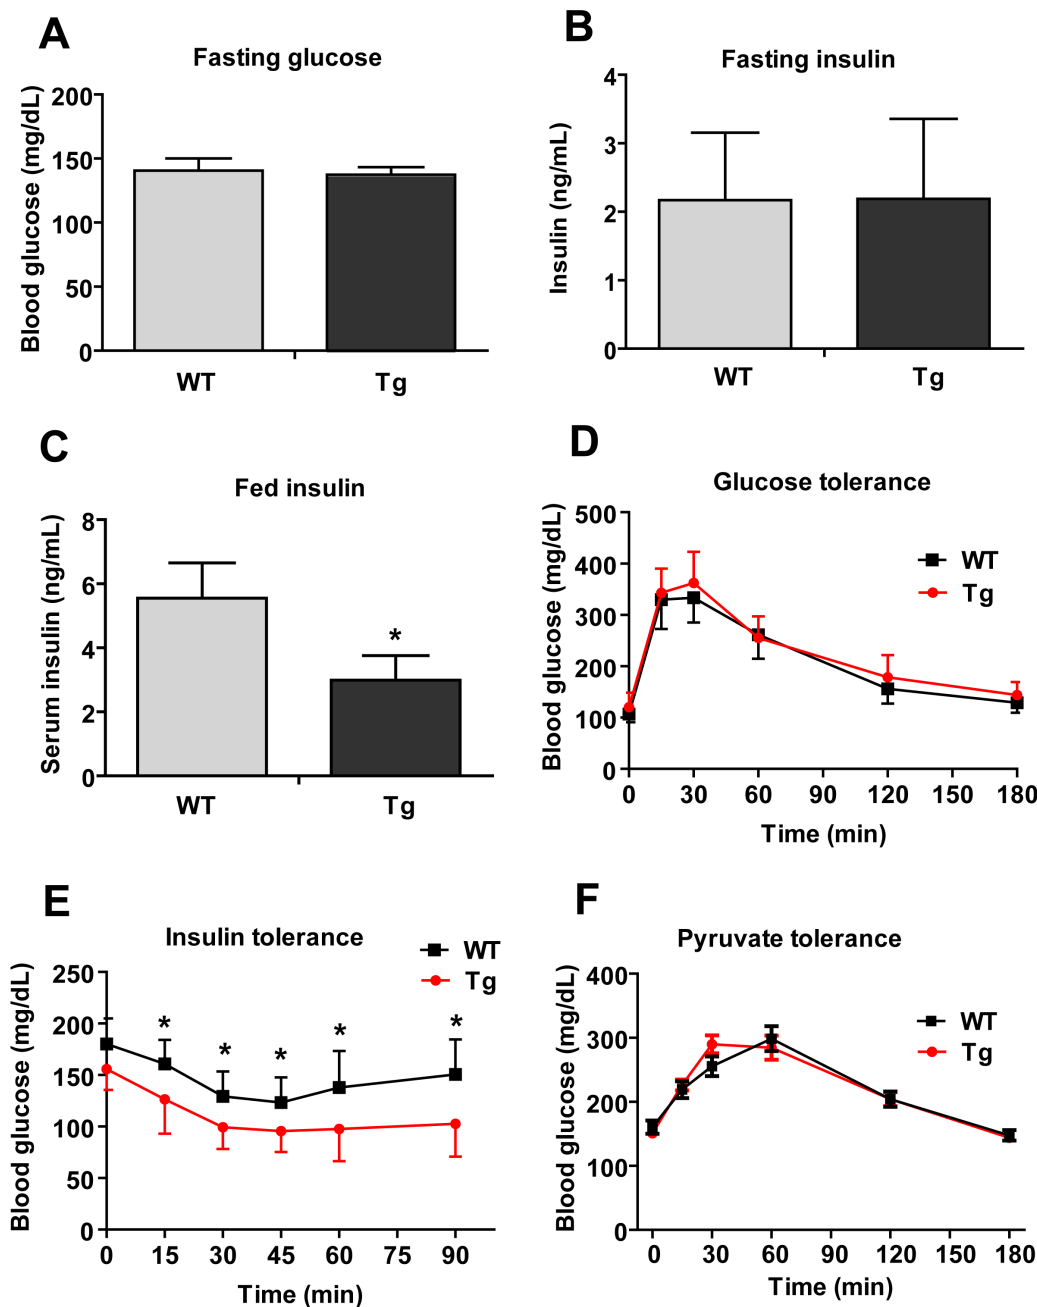 A
Fasting glucose
Blood glucose (mg/dL)
200
150
100
50
0
WT
Tg
B
Fasting insulin
Insulin (ng/mL)
4
3
2
1
0
WT
Tg
C
Fed insulin
Serum insulin (ng/mL)
8
6
4
2
0
*
WT
Tg
D
Glucose tolerance
Blood glucose (mg/dL)
500
400
300
200
100
0
WT
Tg
0 30 60 90 120 150 180
Time (min)
E
Insulin tolerance
WT
Tg
Blood glucose (mg/dL)
250
200
150
100
50
0
* * * * *
0 15 30 45 60 75 90
Time (min)
F
Pyruvate tolerance
Blood glucose (mg/dL)
400
300
200
100
0
WT
Tg
0 30 60 90 120 150 180
Time (min)